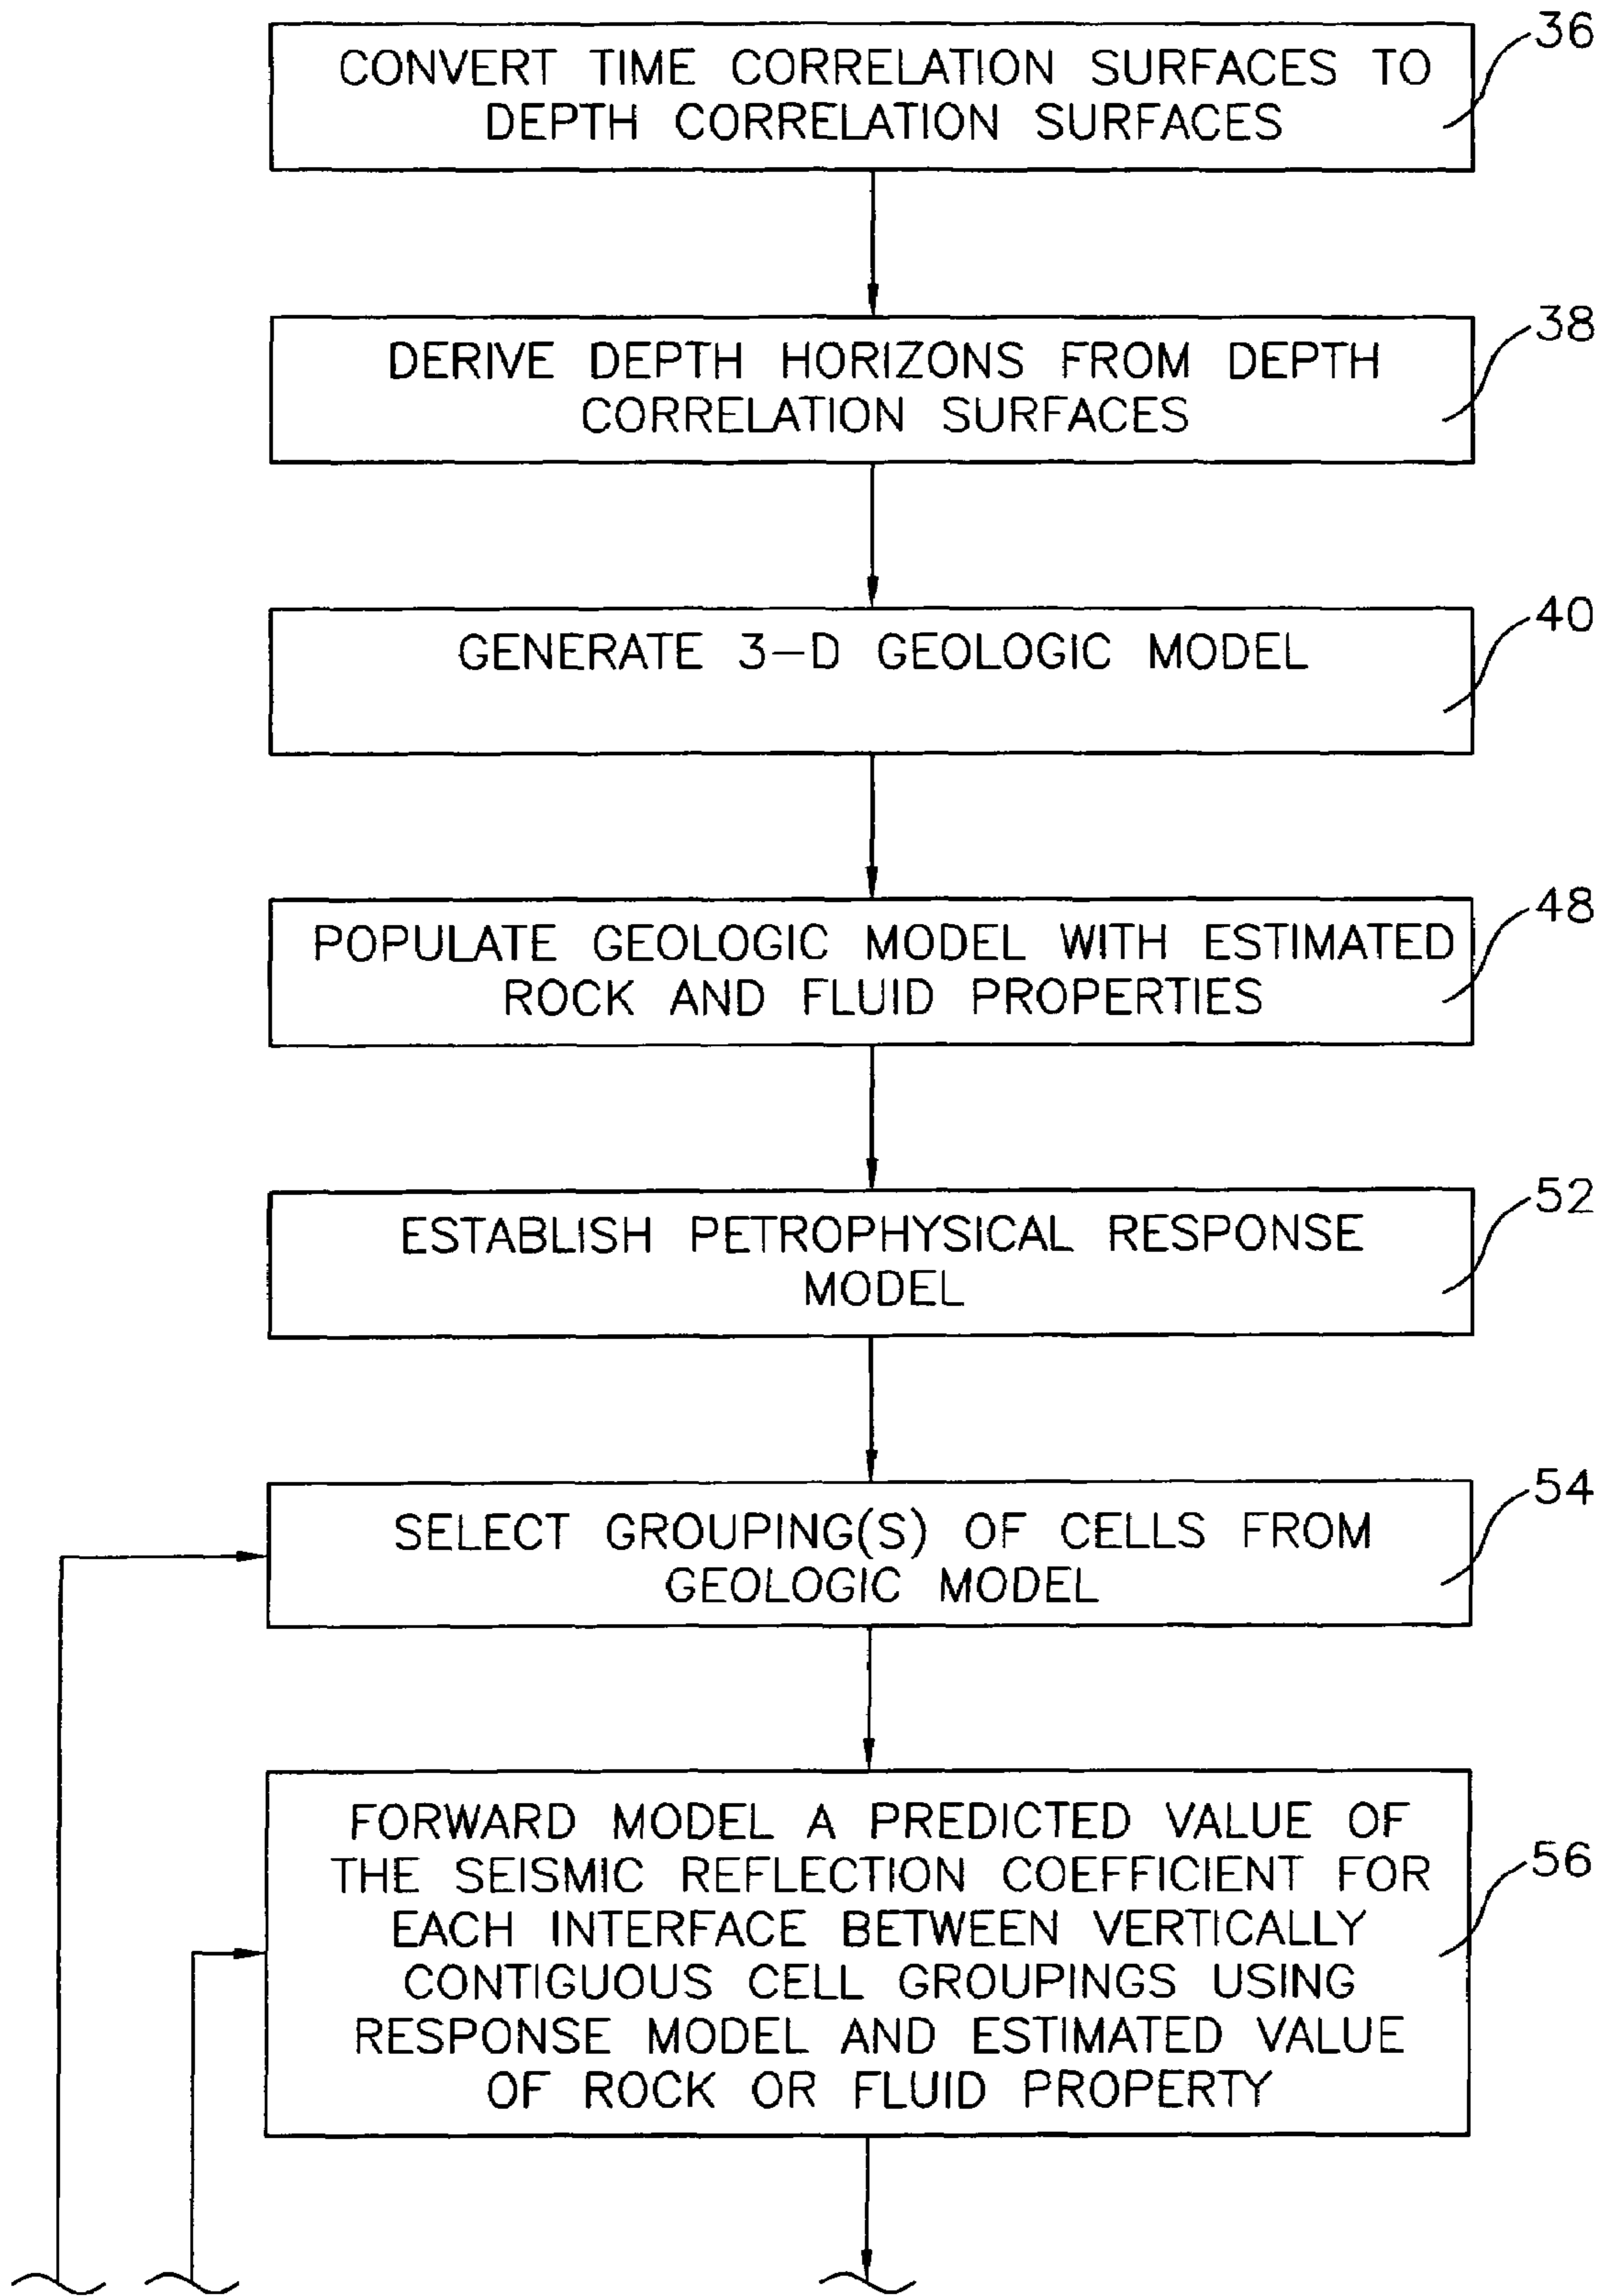 CONVERT TIME CORRELATION SURFACES TO
DEPTH CORRELATION SURFACES
36
DERIVE DEPTH HORIZONS FROM DEPTH
CORRELATION SURFACES
38
GENERATE 3-D GEOLOGIC MODEL
40
POPULATE GEOLOGIC MODEL WITH ESTIMATED
ROCK AND FLUID PROPERTIES
48
ESTABLISH PETROPHYSICAL RESPONSE
MODEL
52
SELECT GROUPING(S) OF CELLS FROM
GEOLOGIC MODEL
54
FORWARD MODEL A PREDICTED VALUE OF
THE SEISMIC REFLECTION COEFFICIENT FOR
EACH INTERFACE BETWEEN VERTICALLY
CONTIGUOUS CELL GROUPINGS USING
RESPONSE MODEL AND ESTIMATED VALUE
OF ROCK OR FLUID PROPERTY
56